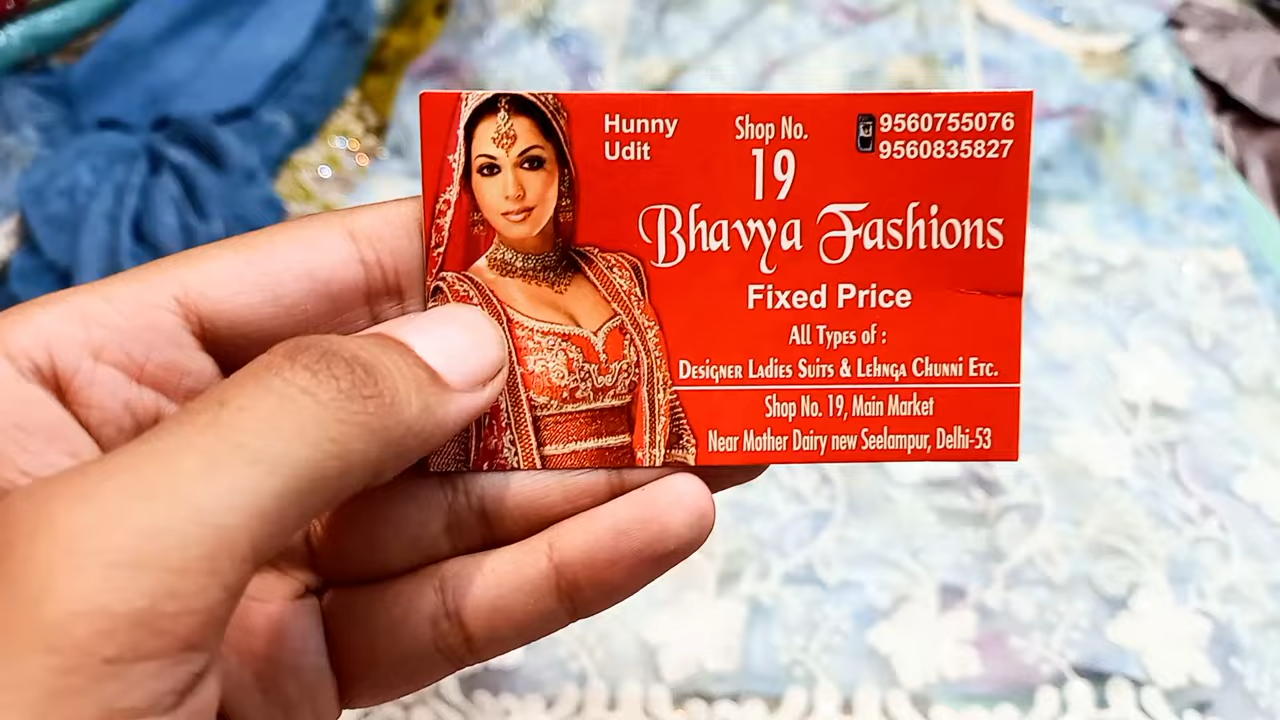 Hunny
Udit
Shop No.
19
9560755076
9560835827
Bhavya Fashions
Fixed Price
All Types of :
Designer Ladies Suits & Lehnga Chunni Etc.
Shop No. 19, Main Market
Near Mother Dairy new Seelampur, Delhi-53